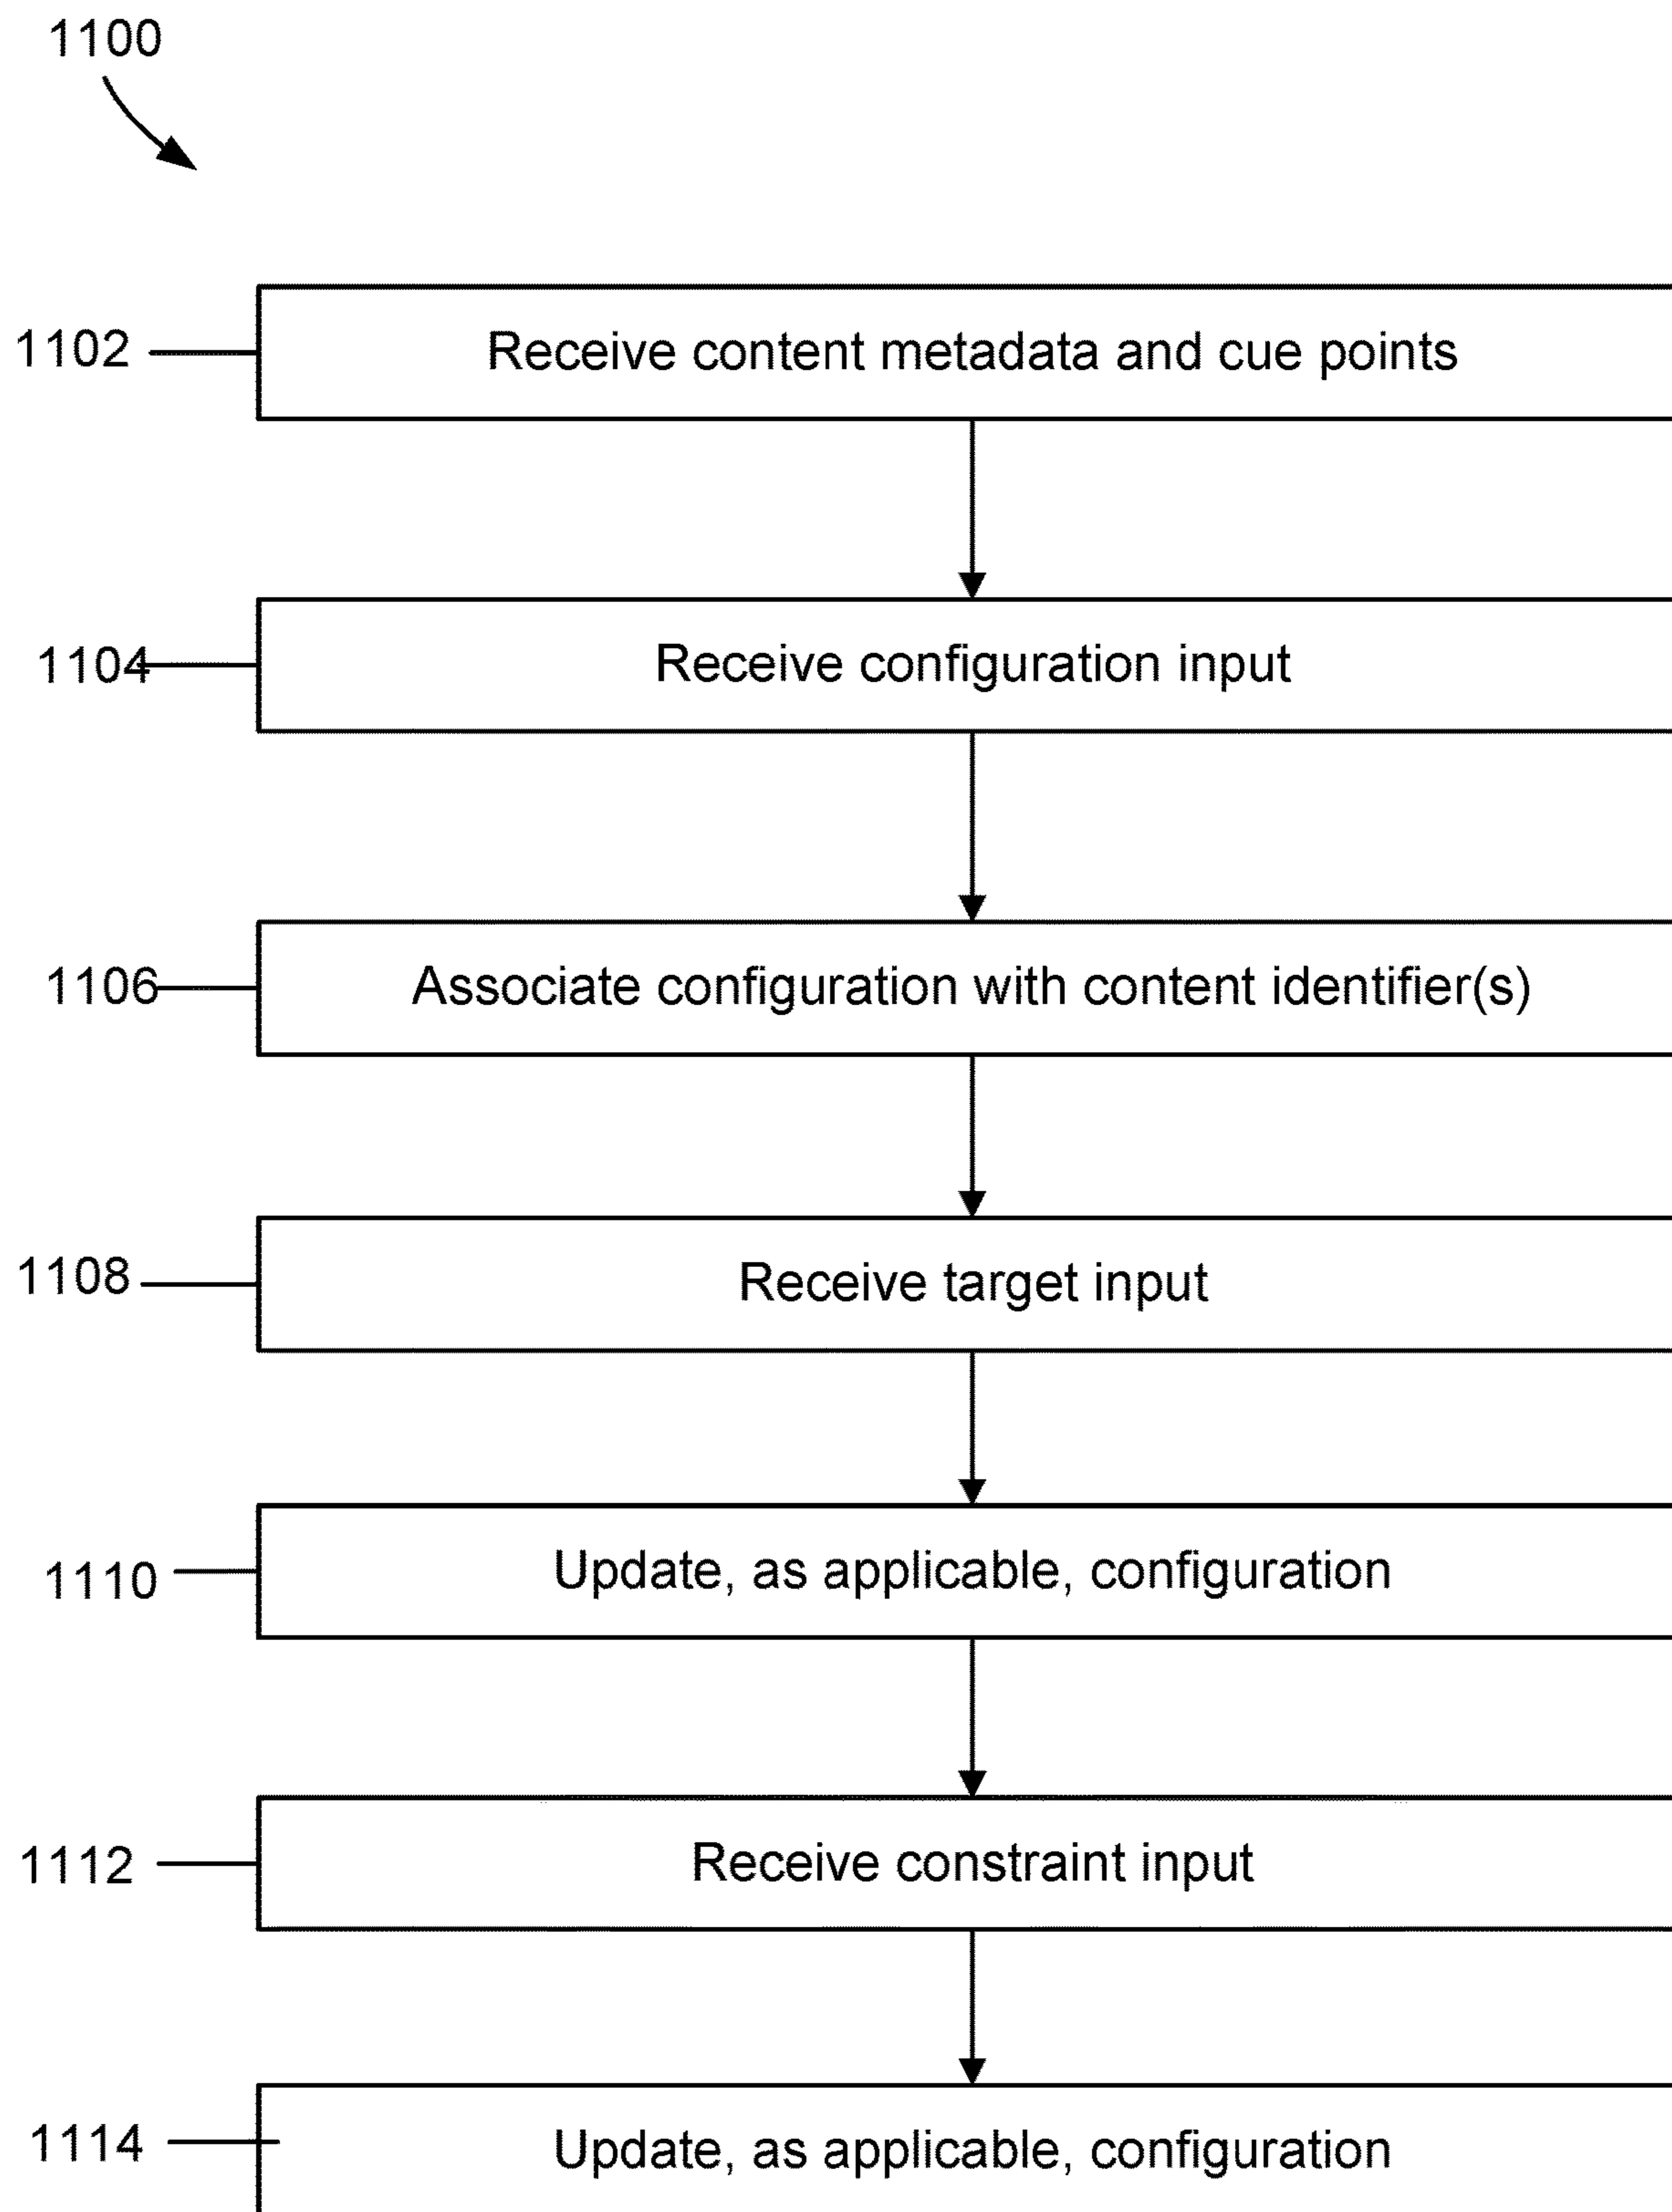 1100
1102
Receive content metadata and cue points
1104
Receive configuration input
1106
Associate configuration with content identifier(s)
1108
Receive target input
1110
Update, as applicable, configuration
1112
Receive constraint input
1114
Update, as applicable, configuration